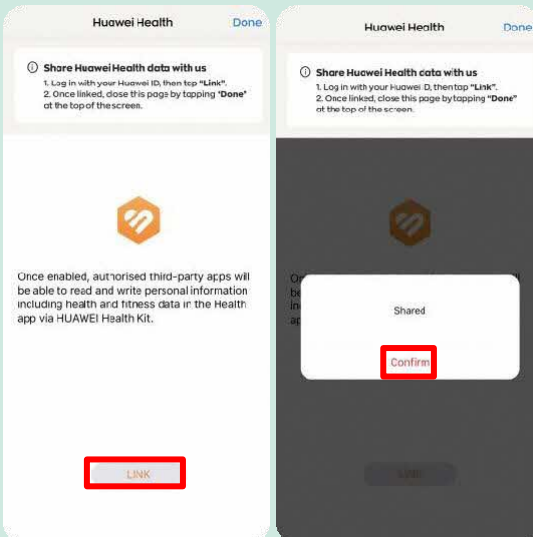 Huawei Health
Done
Share Huawei Health data with us
1. Log in with your Huawei ID, then tap "Link".
2. Once linked, close this page by tapping "Done"
at the top of the screen.
Once enabled, authorised third-party apps will
be able to read and write personal information
including health and fitness data in the Health
app via HUAWEI Health Kit.
LINK
Huawei Health
Done
Share Huawei Health data with us
1. Log in with your Huawei ID, then tap "Link".
2. Once linked, close this page by tapping "Done"
at the top of the screen.
Shared
Confirm
LINK